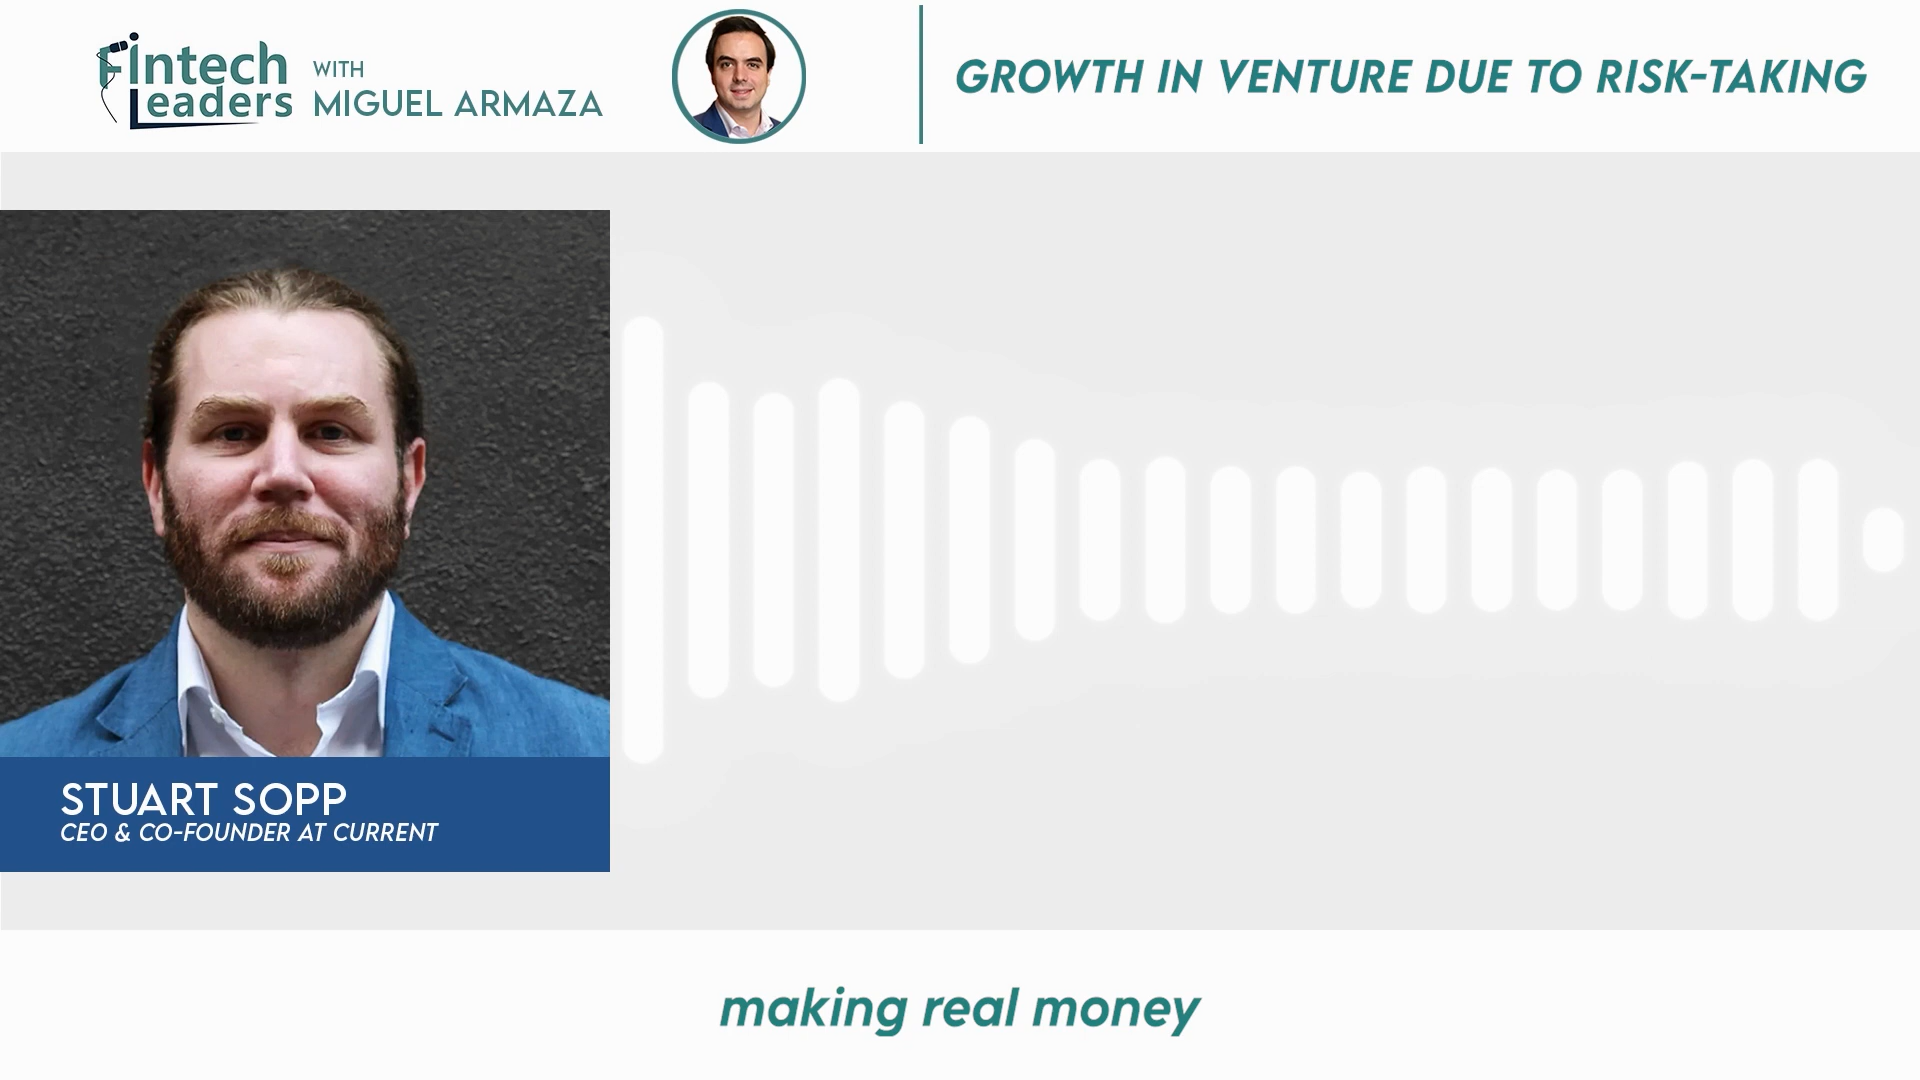 Fintech
Leaders
WITH
MIGUEL ARMAZA
GROWTH IN VENTURE DUE TO RISK-TAKING
STUART SOPP
CEO & CO-FOUNDER AT CURRENT
making real money